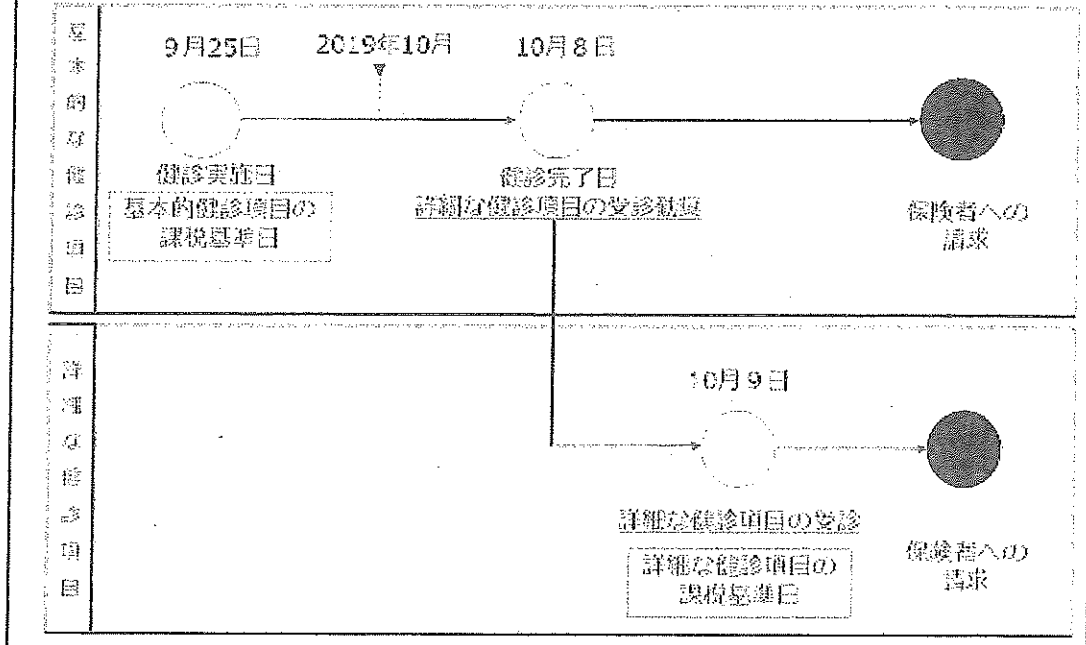 基本的な健診項目
9月25日
2019年10月
10月8日
健診実施日
基本的健診項目の
課税基準日
健診完了日
詳細な健診項目の受診勧奨
保険者への
請求
詳細な健診項目
10月9日
詳細な健診項目の受診
詳細な健診項目の
課税基準日
保険者への
請求